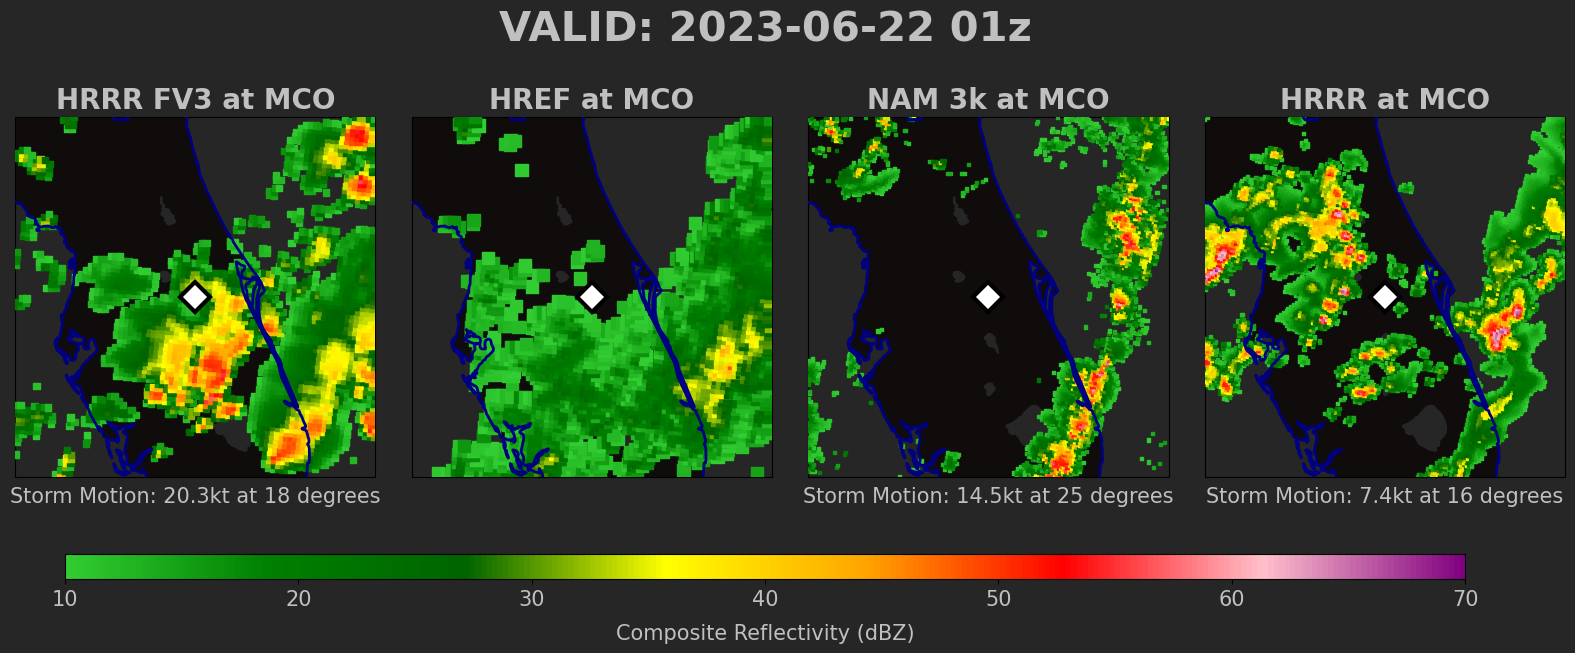 VALID: 2023-06-22 01z
HRRR FV3 at MCO
HREF at MCO
NAM 3k at MCO
HRRR at MCO
Storm Motion: 20.3kt at 18 degrees
Storm Motion: 14.5kt at 25 degrees
Storm Motion: 7.4kt at 16 degrees
10 20 30 40 50 60 70
Composite Reflectivity (dBZ)